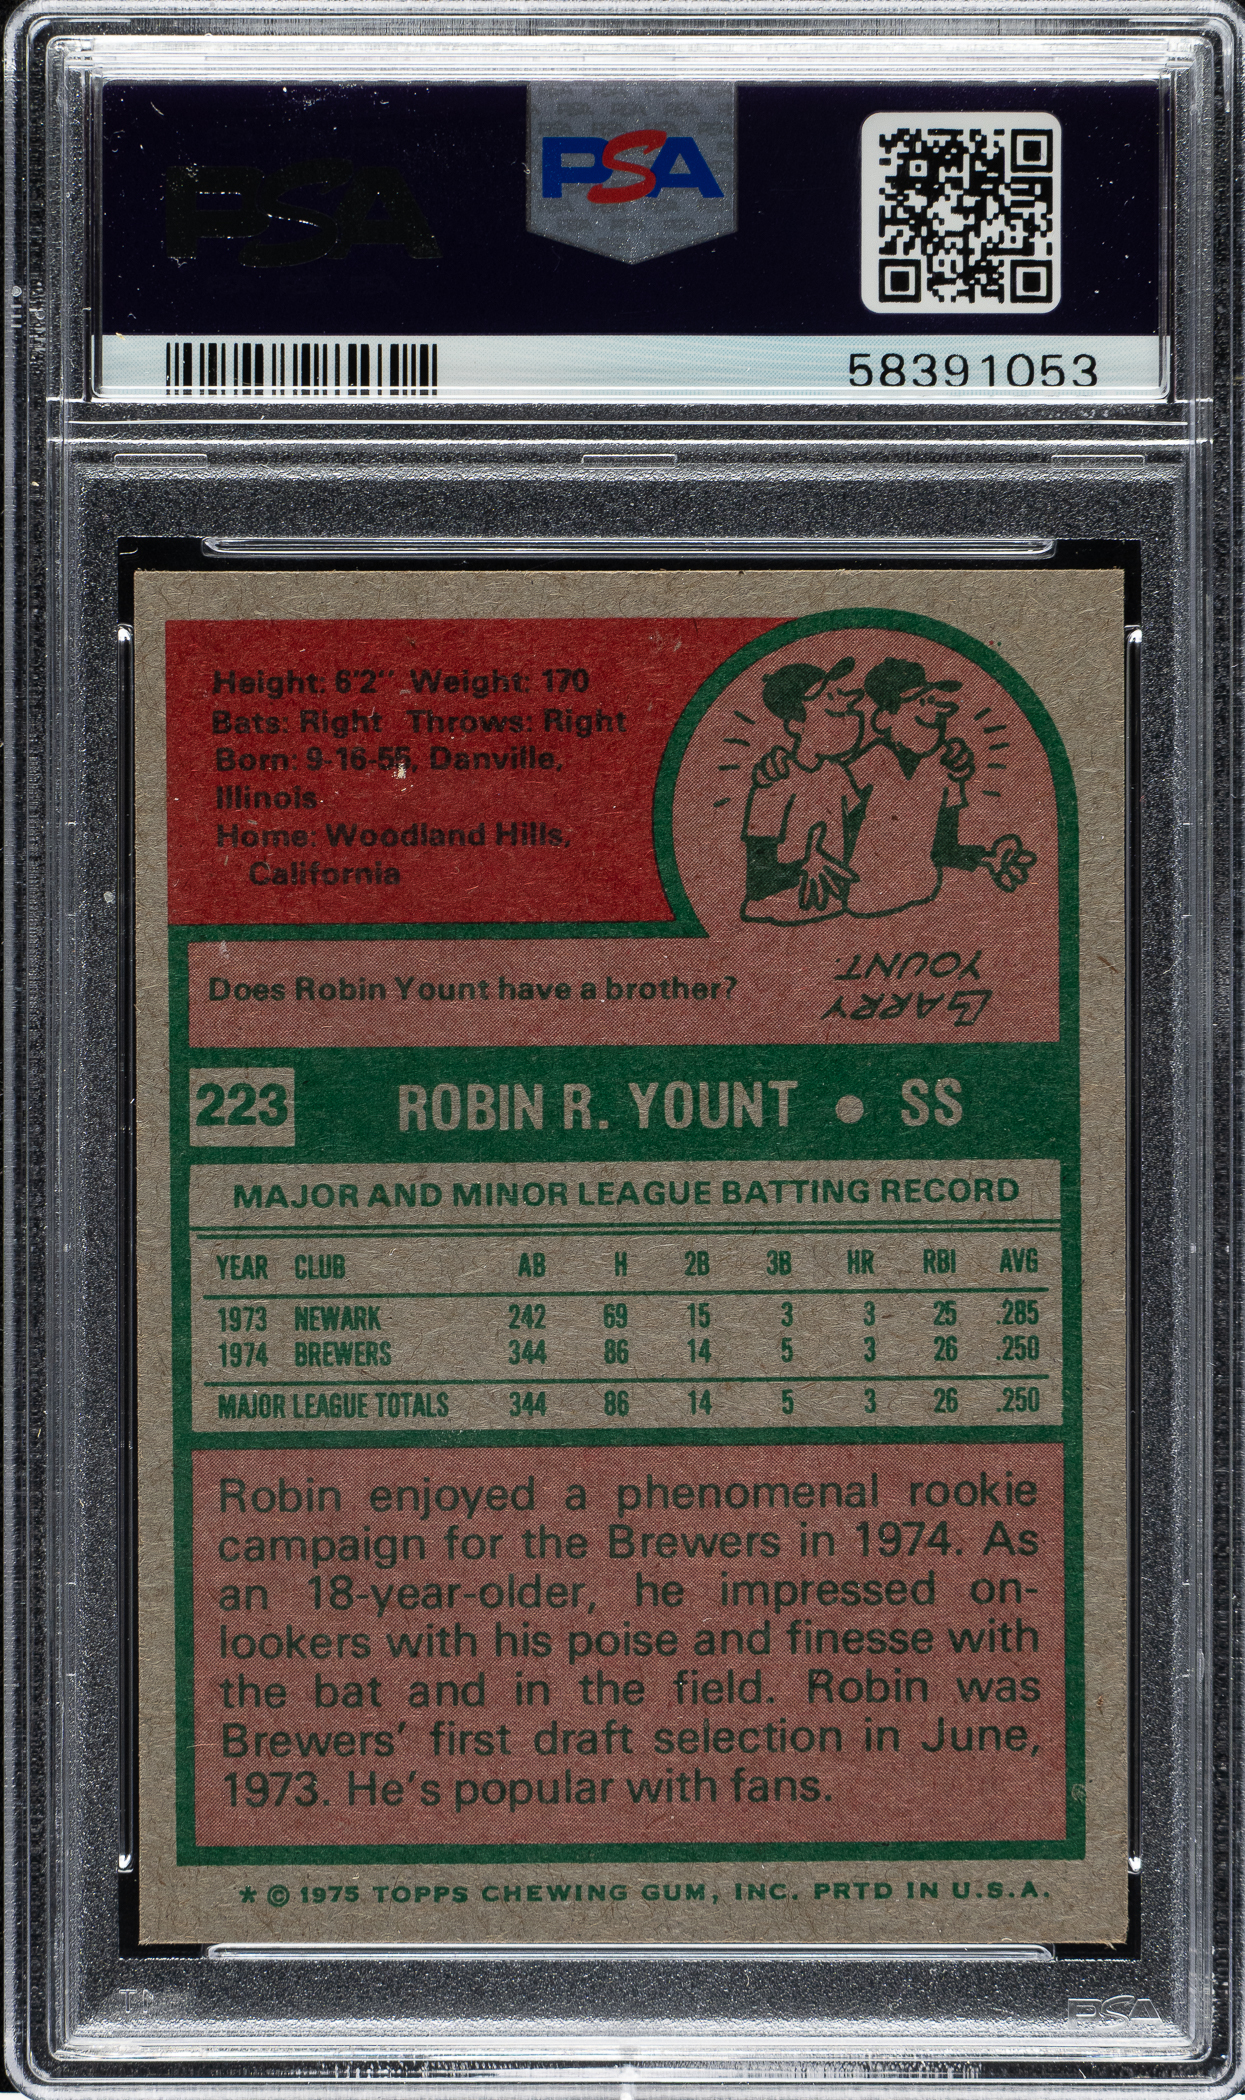 PSA
PSA
58391053
Height: 6'2" Weight: 170
Bats: Right Throws: Right
Born: 9-16-55, Danville,
Illinois
Home: Woodland Hills,
California
Does Robin Yount have a brother?
LARRY
YOUNT.
223 ROBIN R. YOUNT • SS
MAJOR AND MINOR LEAGUE BATTING RECORD
YEAR CLUB AB H 2B 3B HR RBI AVG
1973 NEWARK 242 69 15 3 3 25 .285
1974 BREWERS 344 86 14 5 3 26 .250
MAJOR LEAGUE TOTALS 344 86 14 5 3 26 .250
Robin enjoyed a phenomenal rookie
campaign for the Brewers in 1974. As
an 18-year-older, he impressed on-
lookers with his poise and finesse with
the bat and in the field. Robin was
Brewers' first draft selection in June,
1973. He's popular with fans.
* © 1975 TOPPS CHEWING GUM, INC. PRTD IN U.S.A.
PSA